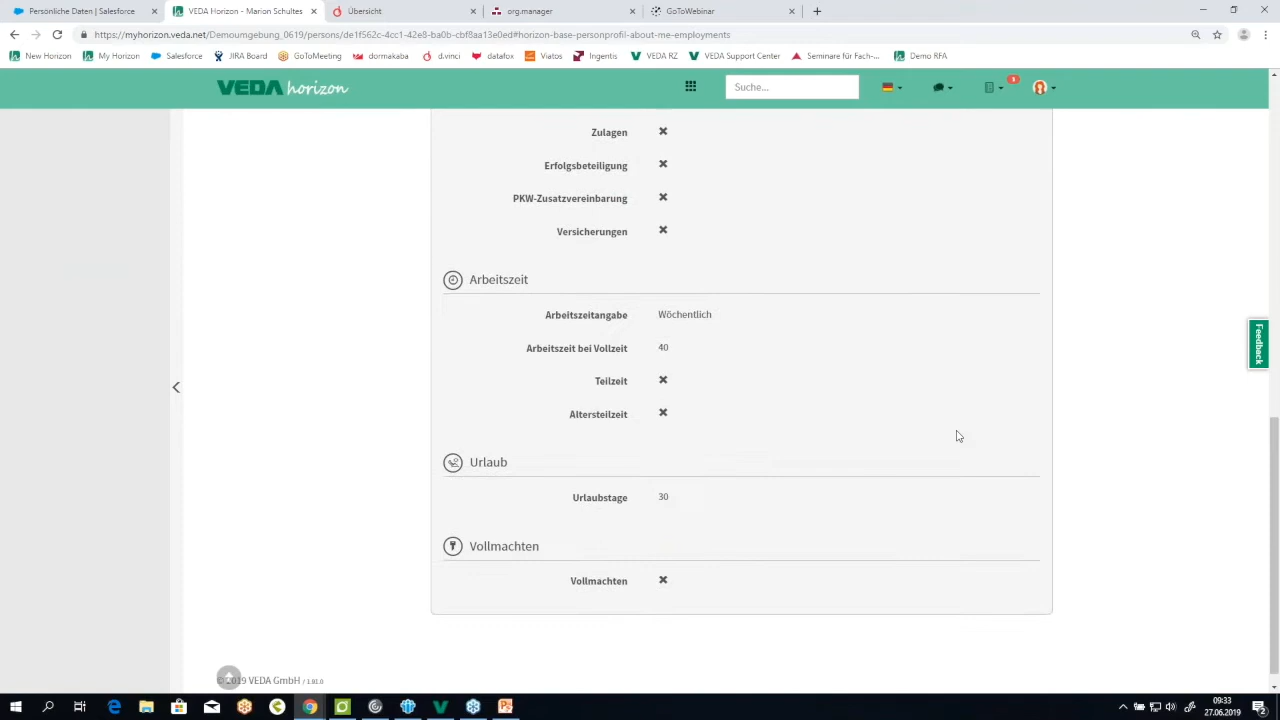 Persönliche Daten | Salesforce
VEDA Horizon - Marion Schultes
Übersicht
org.manager
GoToWebinar
https://myhorizon.veda.net/Demoumgebung_0619/persons/de1f562c-4cc1-42e8-ba0b-cbf8aa13e0ed#horizon-base-personprofil-about-me-employments
New Horizon
My Horizon
Salesforce
JIRA Board
GoToMeeting
dormakaba
d.vinci
datafox
Viatos
Ingentis
VEDA RZ
VEDA Support Center
Seminare für Fach-...
Demo RFA
VEDA horizon
Suche...
Zulagen
Erfolgsbeteiligung
PKW-Zusatzvereinbarung
Versicherungen
Arbeitszeit
Arbeitszeitangabe Wöchentlich
Arbeitszeit bei Vollzeit 40
Teilzeit
Altersteilzeit
Feedback
Urlaub
Urlaubstage 30
Vollmachten
Vollmachten
© 2019 VEDA GmbH / 1.91.0
09:33
27.06.2019